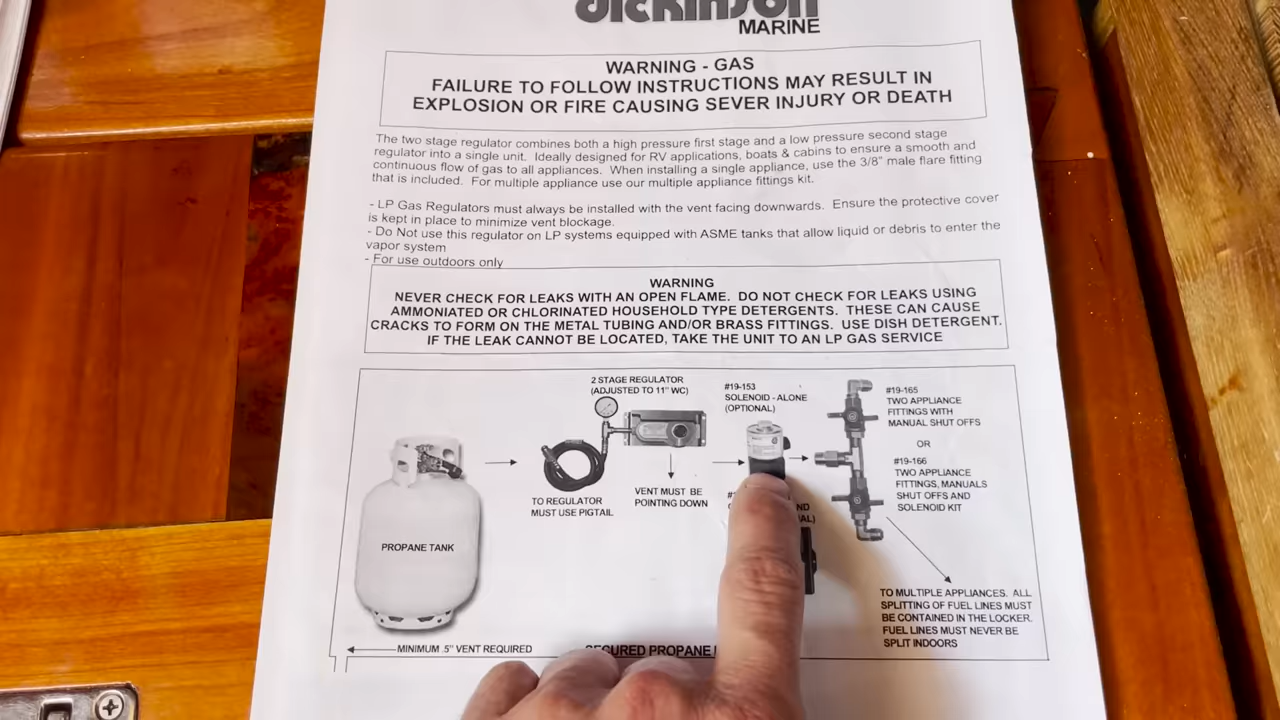 dickinson
MARINE
WARNING - GAS
FAILURE TO FOLLOW INSTRUCTIONS MAY RESULT IN
EXPLOSION OR FIRE CAUSING SEVER INJURY OR DEATH
The two stage regulator combines both a high pressure first stage and a low pressure second stage
regulator into a single unit. Ideally designed for RV applications, boats & cabins to ensure a smooth and
continuous flow of gas to all appliances. When installing a single appliance, use the 3/8" male flare fitting
that is included. For multiple appliance use our multiple appliance fittings kit.
- LP Gas Regulators must always be installed with the vent facing downwards. Ensure the protective cover
is kept in place to minimize vent blockage.
- Do Not use this regulator on LP systems equipped with ASME tanks that allow liquid or debris to enter the
vapor system
- For use outdoors only
WARNING
NEVER CHECK FOR LEAKS WITH AN OPEN FLAME. DO NOT CHECK FOR LEAKS USING
AMMONIATED OR CHLORINATED HOUSEHOLD TYPE DETERGENTS. THESE CAN CAUSE
CRACKS TO FORM ON THE METAL TUBING AND/OR BRASS FITTINGS. USE DISH DETERGENT.
IF THE LEAK CANNOT BE LOCATED, TAKE THE UNIT TO AN LP GAS SERVICE
2 STAGE REGULATOR
(ADJUSTED TO 11" WC)
#19-153
SOLENOID - ALONE
(OPTIONAL)
#19-165
TWO APPLIANCE
FITTINGS WITH
MANUAL SHUT OFFS
OR
#19-166
TWO APPLIANCE
FITTINGS, MANUALS
SHUT OFFS AND
SOLENOID KIT
TO REGULATOR
MUST USE PIGTAIL
VENT MUST BE
POINTING DOWN
PROPANE TANK
TO MULTIPLE APPLIANCES. ALL
SPLITTING OF FUEL LINES MUST
BE CONTAINED IN THE LOCKER.
FUEL LINES MUST NEVER BE
SPLIT INDOORS
MINIMUM .5" VENT REQUIRED
SECURED PROPANE